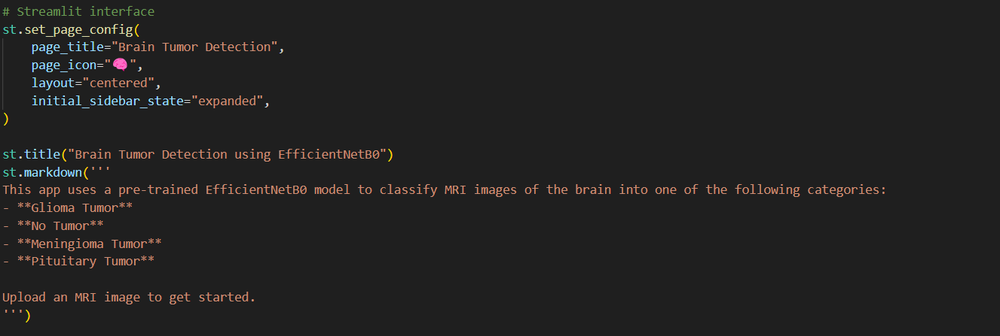 # Streamlit interface
st.set_page_config(
    page_title="Brain Tumor Detection",
    page_icon="🧠",
    layout="centered",
    initial_sidebar_state="expanded",
)
st.title("Brain Tumor Detection using EfficientNetB0")
st.markdown('''
This app uses a pre-trained EfficientNetB0 model to classify MRI images of the brain into one of the following categories:
- **Glioma Tumor**
- **No Tumor**
- **Meningioma Tumor**
- **Pituitary Tumor**
Upload an MRI image to get started.
''')